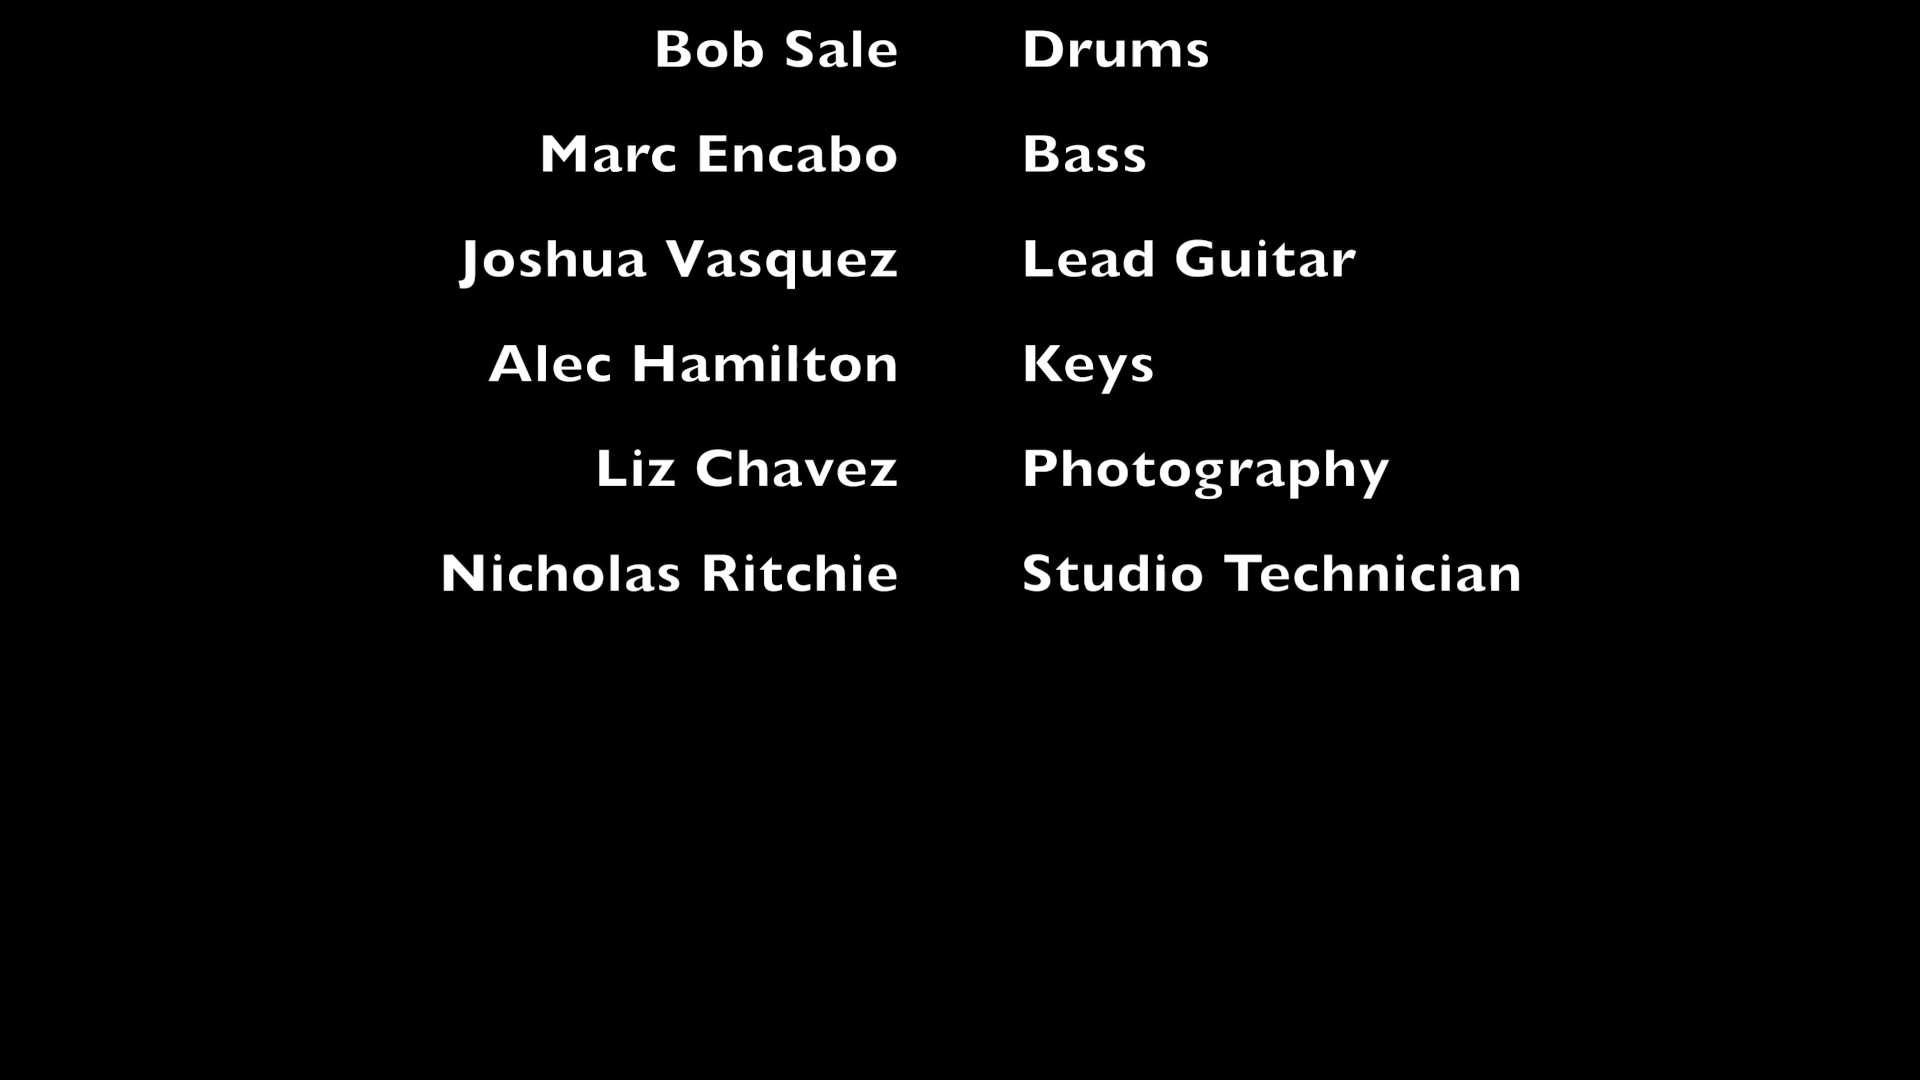 Bob Sale Drums
Marc Encabo Bass
Joshua Vasquez Lead Guitar
Alec Hamilton Keys
Liz Chavez Photography
Nicholas Ritchie Studio Technician